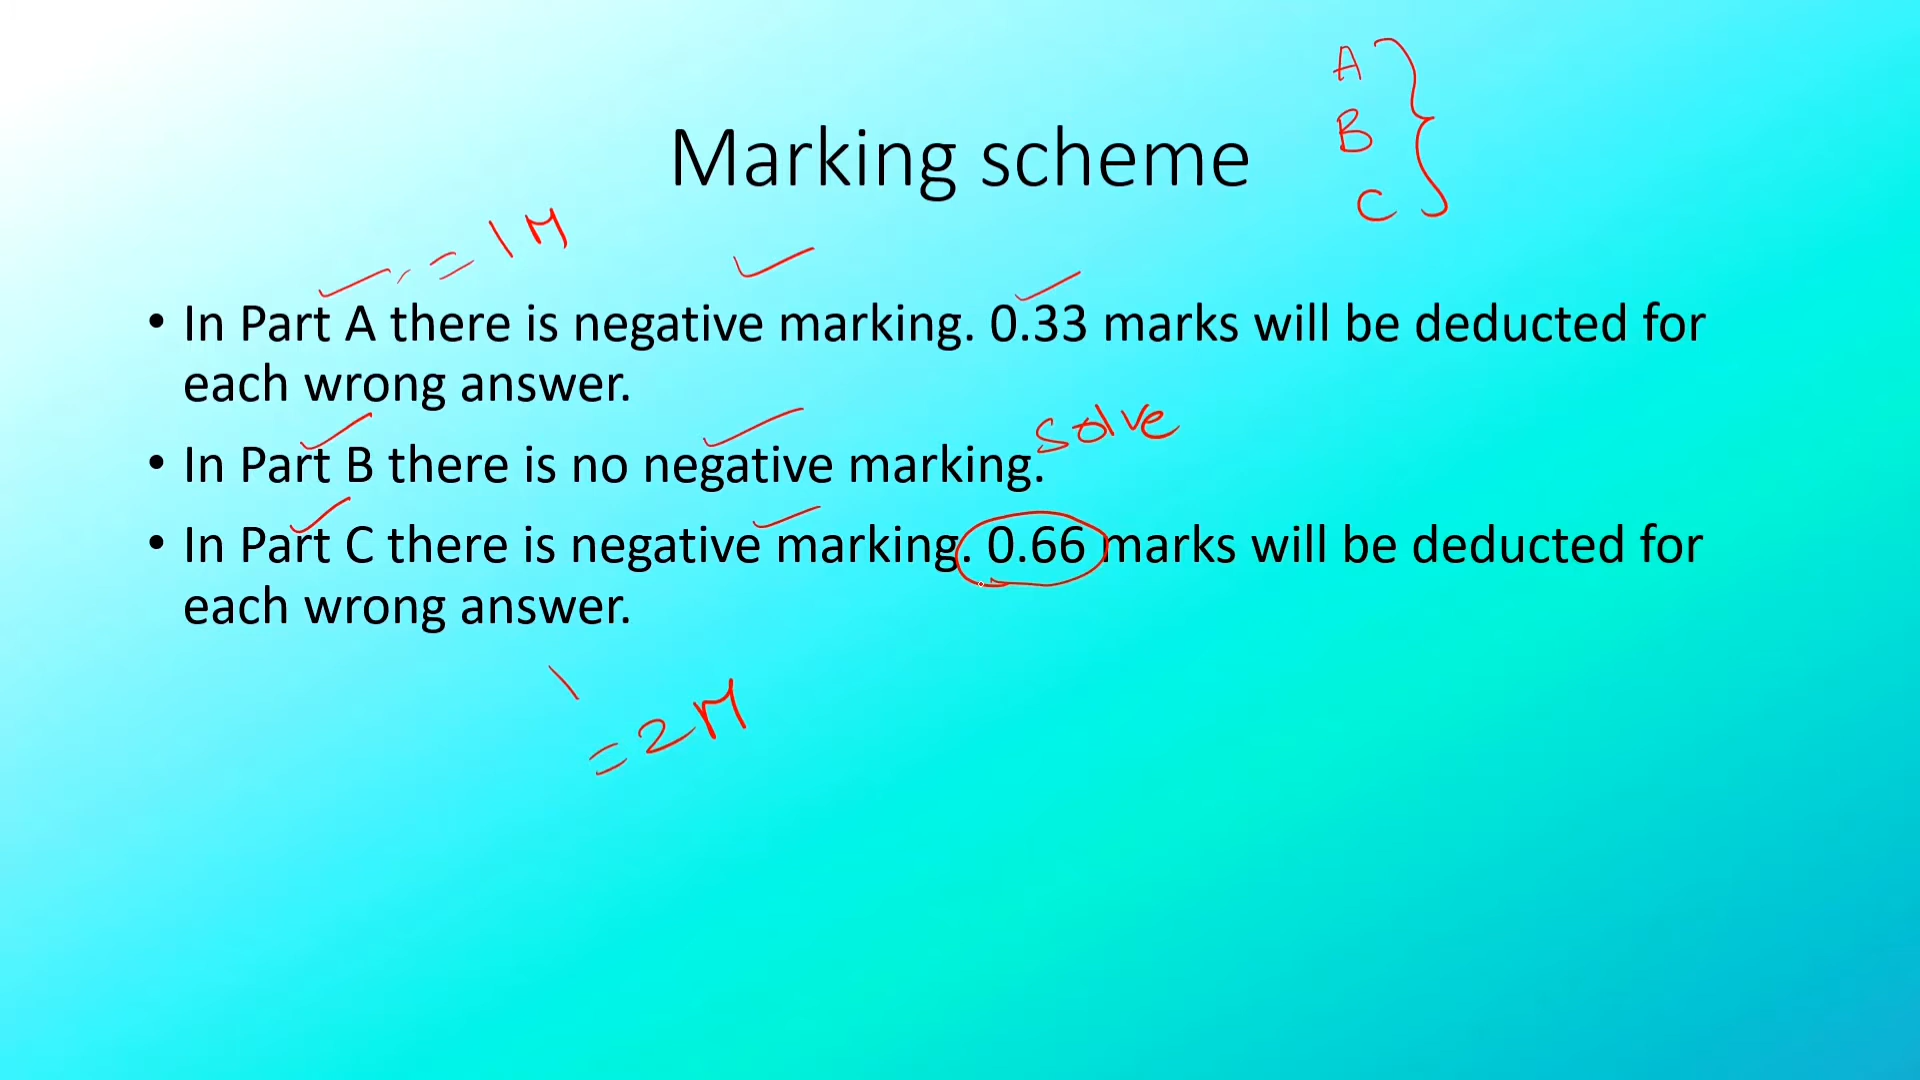 A
B
C
Marking scheme
= 1M
• In Part A there is negative marking. 0.33 marks will be deducted for
each wrong answer.
solve
• In Part B there is no negative marking.
• In Part C there is negative marking. 0.66 marks will be deducted for
each wrong answer.
= 2M